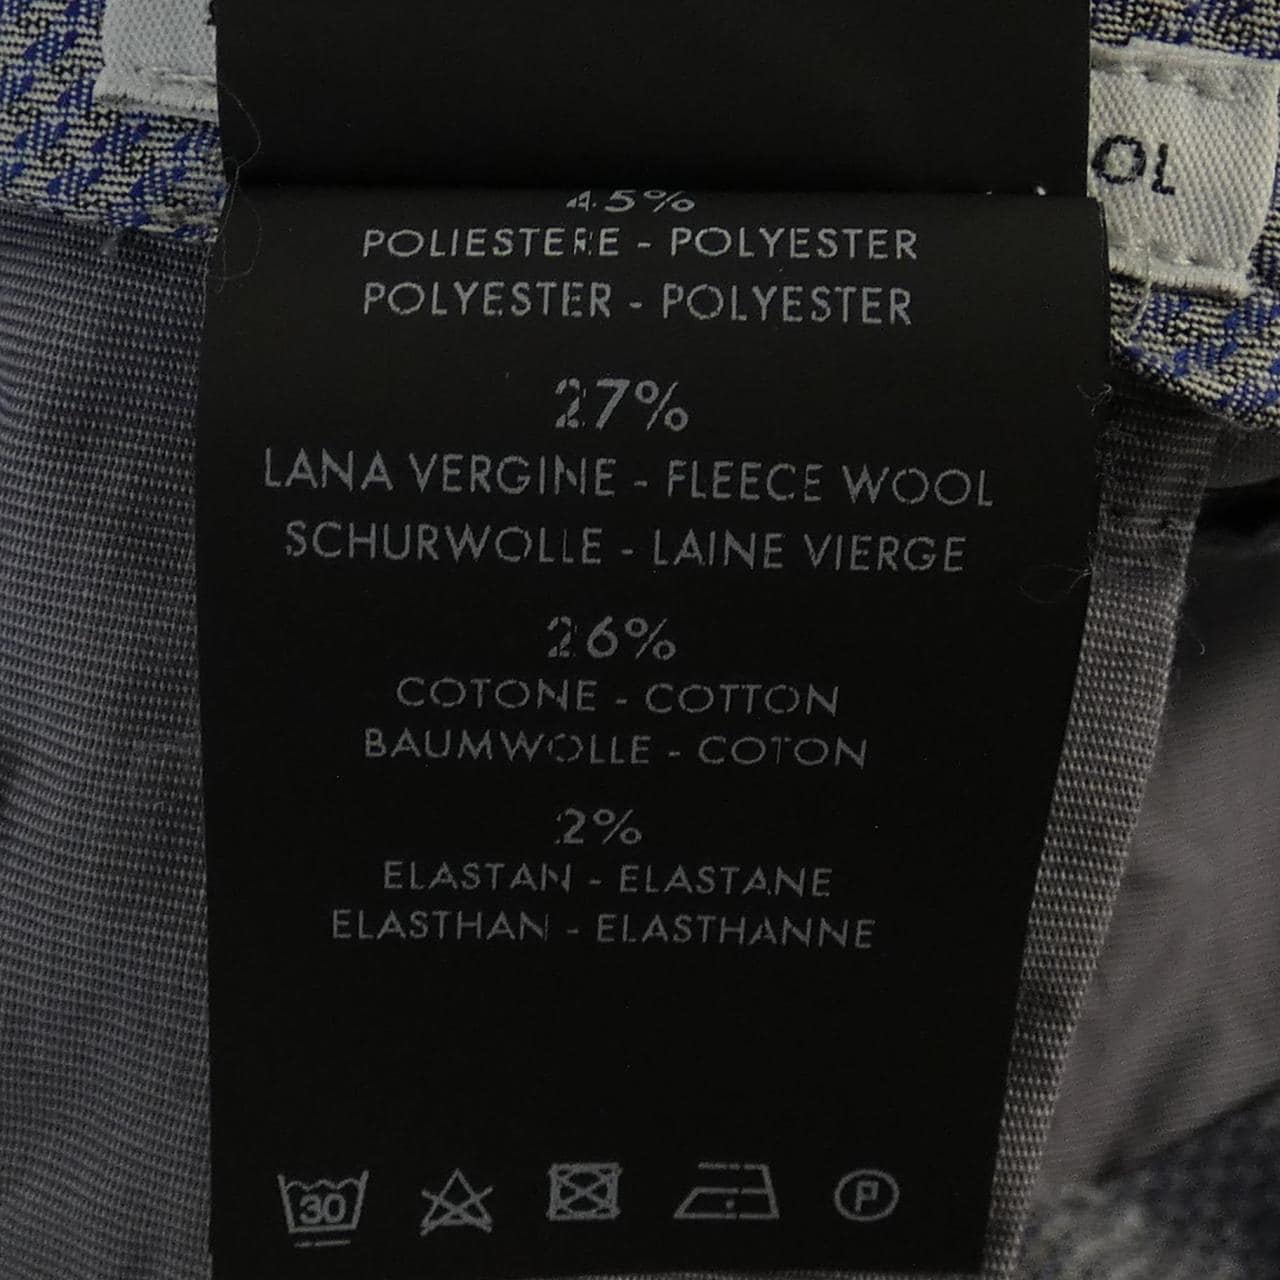 OL
45%
POLIESTERE - POLYESTER
POLYESTER - POLYESTER
27%
LANA VERGINE - FLEECE WOOL
SCHURWOLLE - LAINE VIERGE
26%
COTONE - COTTON
BAUMWOLLE - COTON
2%
ELASTAN - ELASTANE
ELASTHAN - ELASTHANNE
30
P